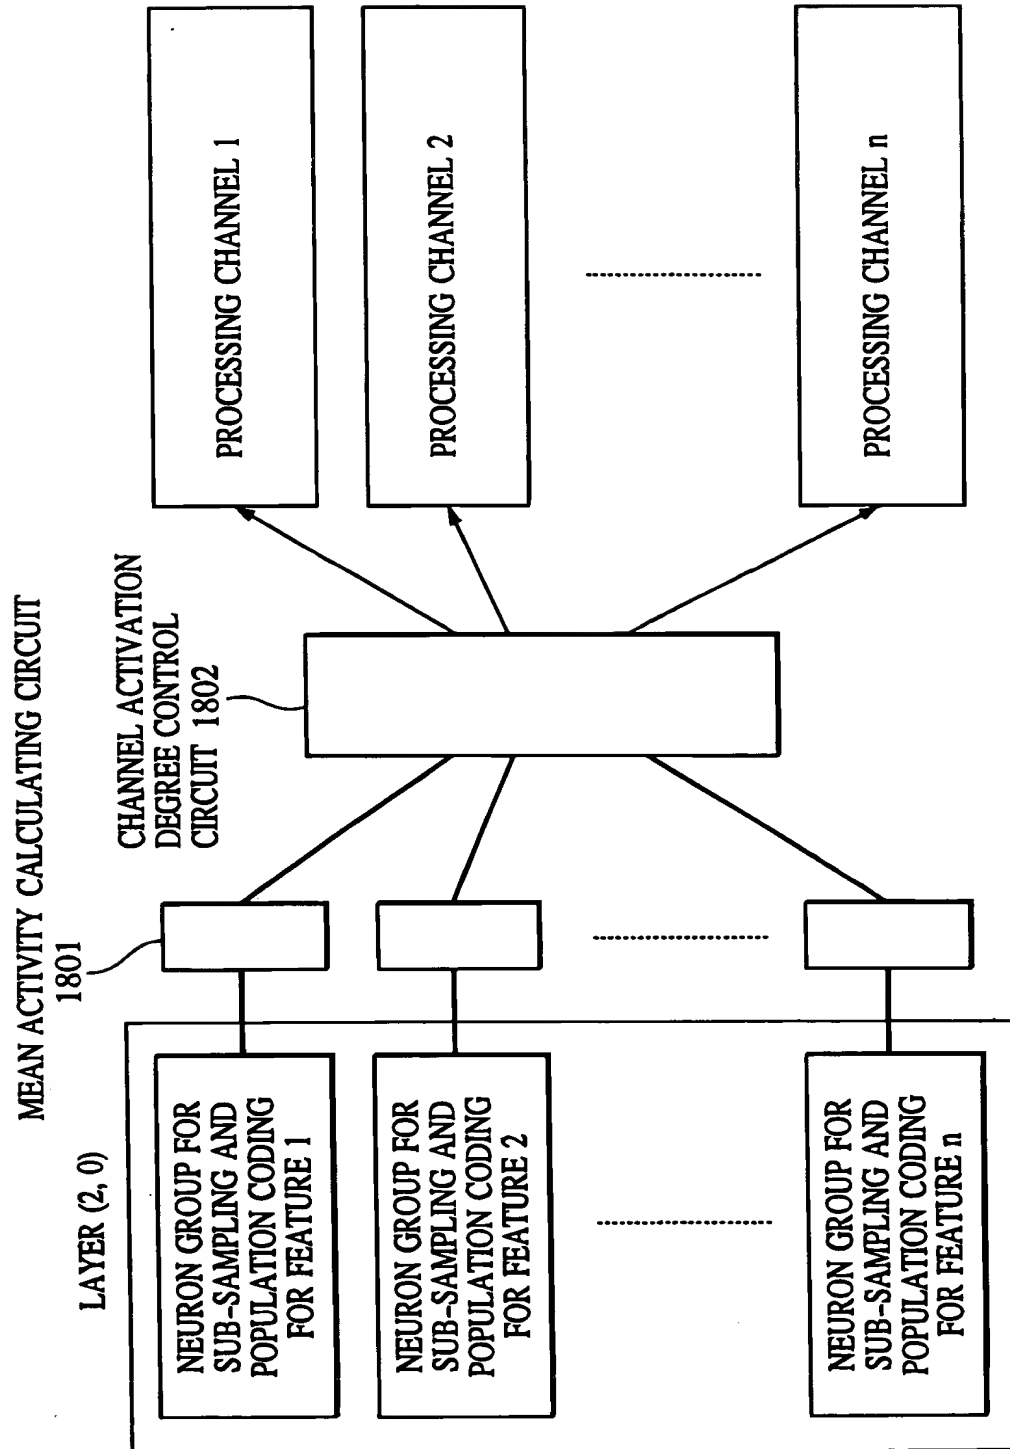 MEAN ACTIVITY CALCULATING CIRCUIT
1801
LAYER (2, 0)
CHANNEL ACTIVATION
DEGREE CONTROL
CIRCUIT 1802
NEURON GROUP FOR
SUB-SAMPLING AND
POPULATION CODING
FOR FEATURE 1
PROCESSING CHANNEL 1
NEURON GROUP FOR
SUB-SAMPLING AND
POPULATION CODING
FOR FEATURE 2
PROCESSING CHANNEL 2
NEURON GROUP FOR
SUB-SAMPLING AND
POPULATION CODING
FOR FEATURE n
PROCESSING CHANNEL n